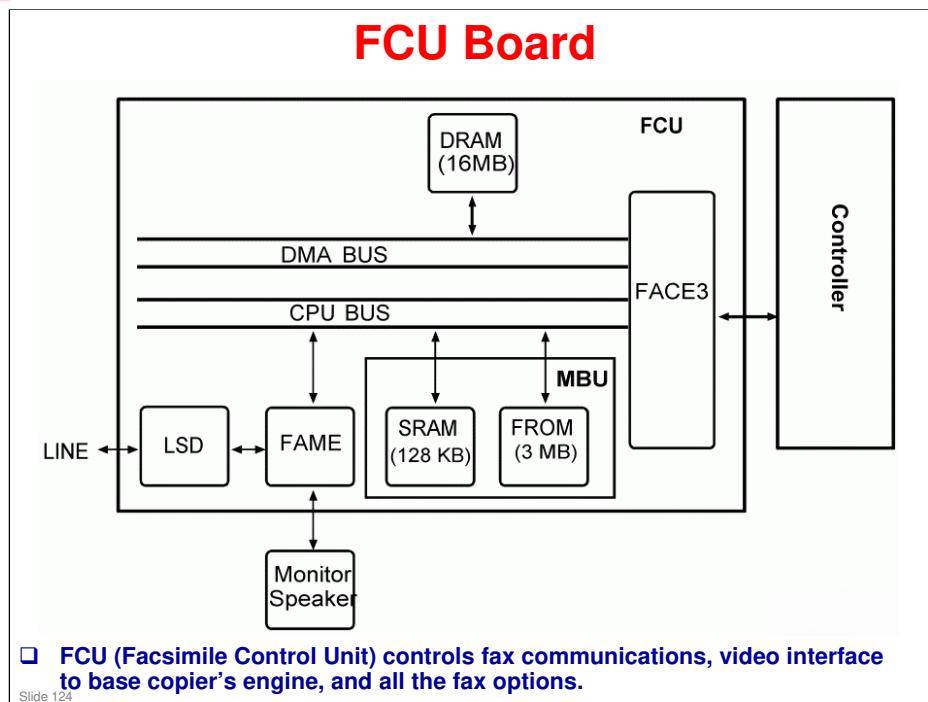 FCU Board
FCU
DRAM
(16MB)
Controller
DMA BUS
FACE3
CPU BUS
MBU
LINE
LSD
FAME
SRAM
(128 KB)
FROM
(3 MB)
Monitor
Speaker
❑ FCU (Facsimile Control Unit) controls fax communications, video interface
to base copier's engine, and all the fax options.
Slide 124